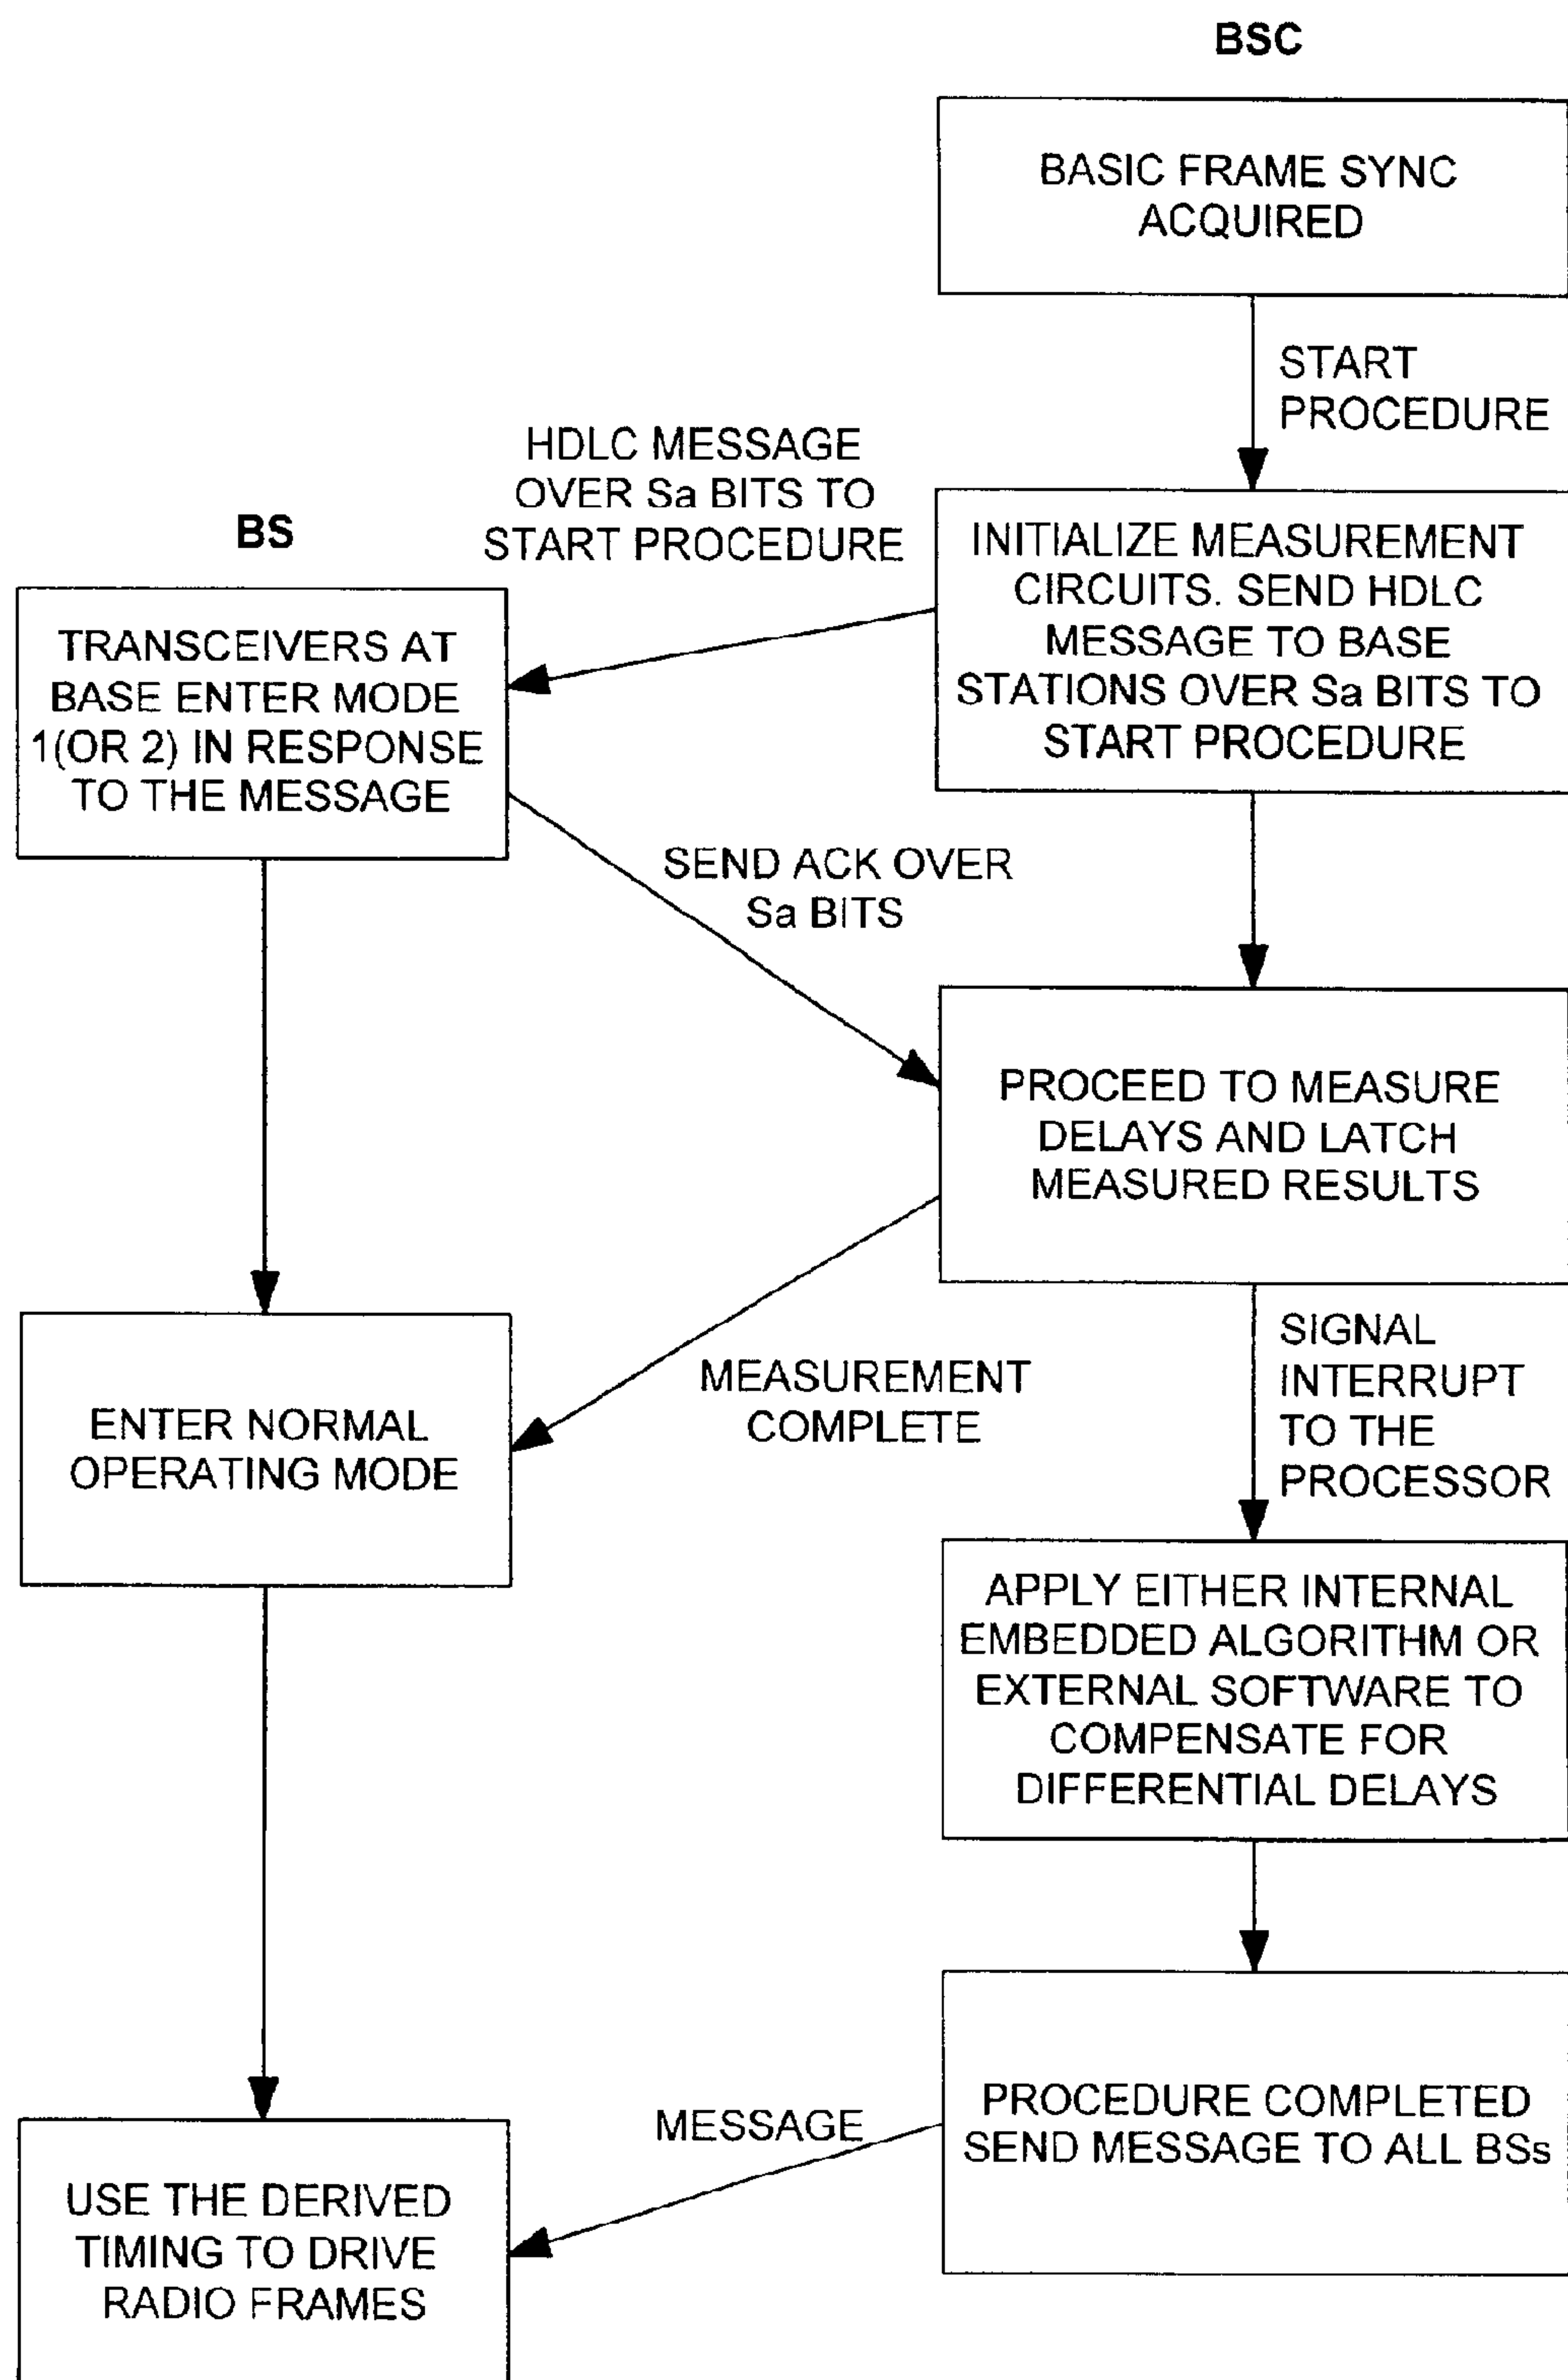 BSC
BASIC FRAME SYNC
ACQUIRED
START
PROCEDURE
HDLC MESSAGE
OVER Sa BITS TO
START PROCEDURE
BS
INITIALIZE MEASUREMENT
CIRCUITS. SEND HDLC
MESSAGE TO BASE
STATIONS OVER Sa BITS TO
START PROCEDURE
TRANSCEIVERS AT
BASE ENTER MODE
1(OR 2) IN RESPONSE
TO THE MESSAGE
SEND ACK OVER
Sa BITS
PROCEED TO MEASURE
DELAYS AND LATCH
MEASURED RESULTS
SIGNAL
INTERRUPT
TO THE
PROCESSOR
MEASUREMENT
COMPLETE
ENTER NORMAL
OPERATING MODE
APPLY EITHER INTERNAL
EMBEDDED ALGORITHM OR
EXTERNAL SOFTWARE TO
COMPENSATE FOR
DIFFERENTIAL DELAYS
PROCEDURE COMPLETED
SEND MESSAGE TO ALL BSs
MESSAGE
USE THE DERIVED
TIMING TO DRIVE
RADIO FRAMES